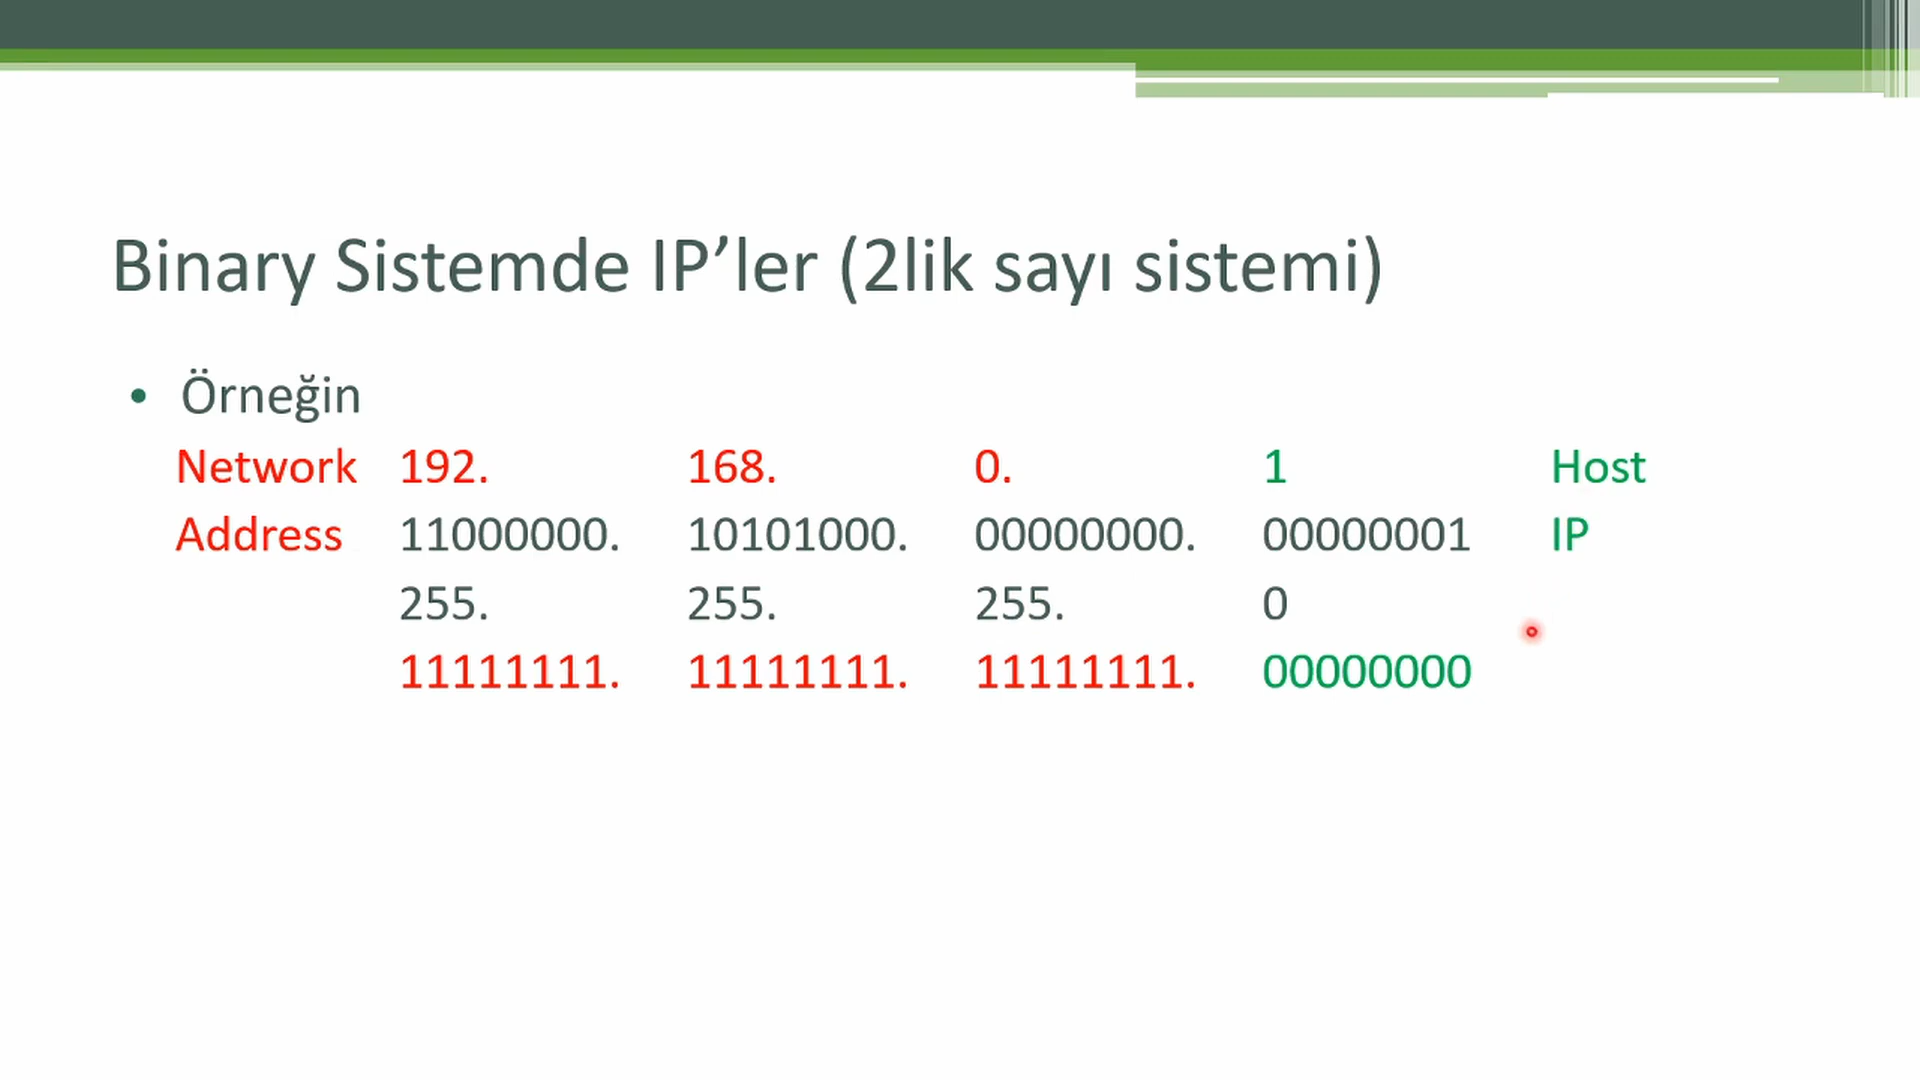 Binary Sistemde IP’ler (2lik sayı sistemi)
• Örneğin
Network 192. 168. 0. 1 Host
Address 11000000. 10101000. 00000000. 00000001 IP
255. 255. 255. 0
11111111. 11111111. 11111111. 00000000